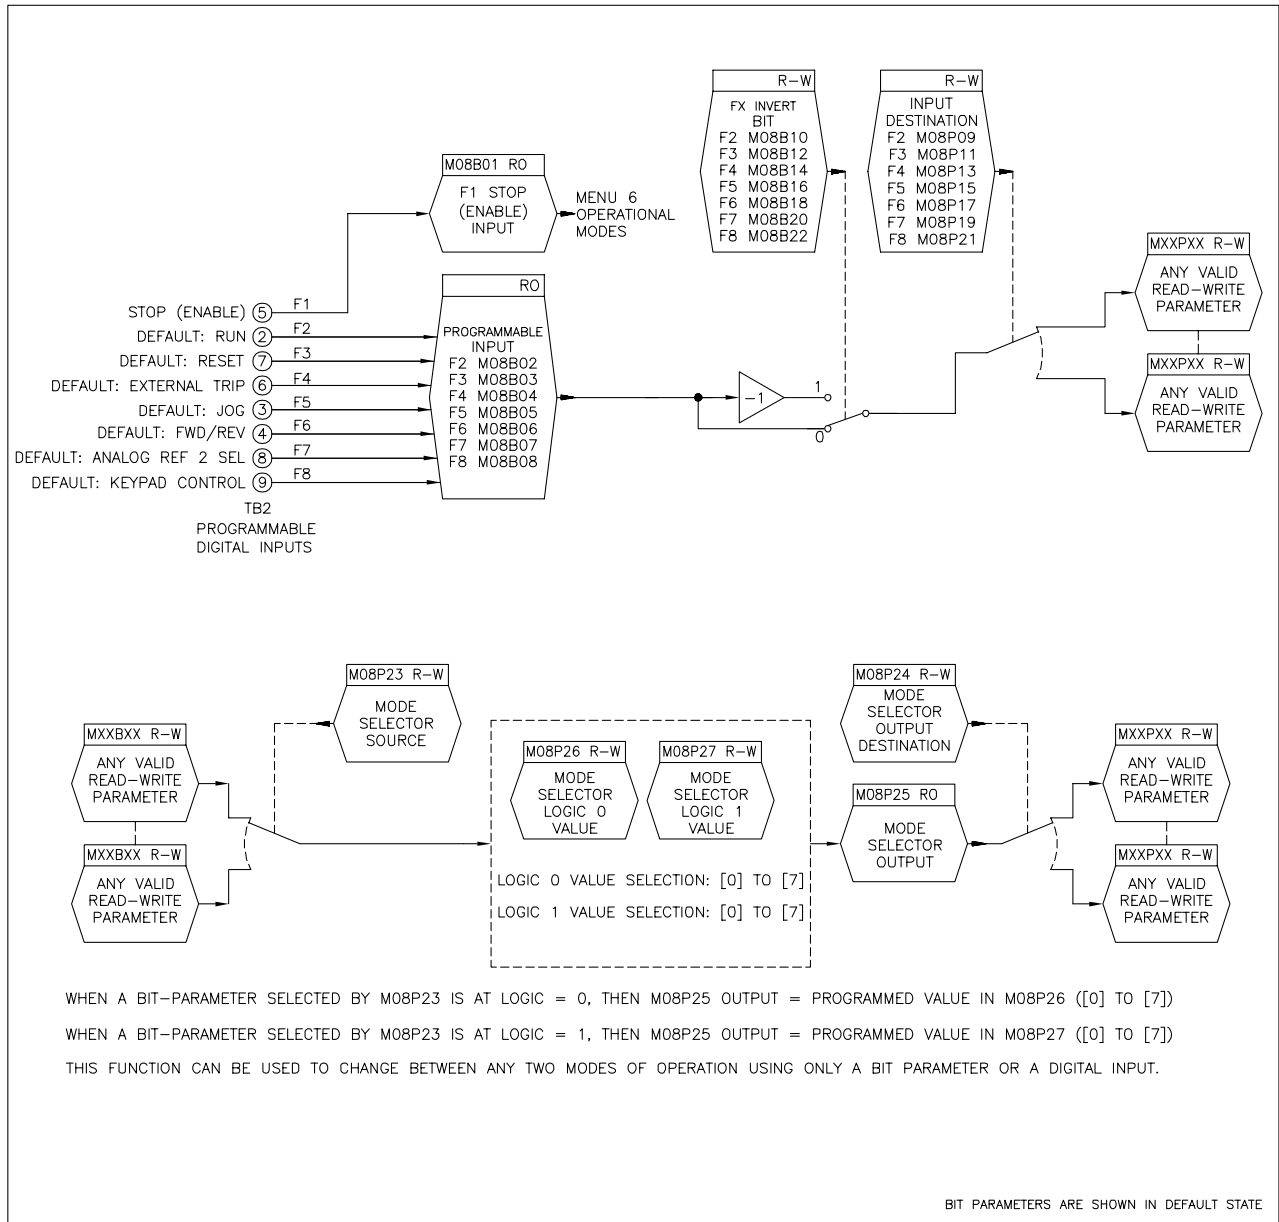 R-W
FX INVERT
BIT
F2 M08B10
F3 M08B12
F4 M08B14
F5 M08B16
F6 M08B18
F7 M08B20
F8 M08B22
R-W
INPUT
DESTINATION
F2 M08P09
F3 M08P11
F4 M08P13
F5 M08P15
F6 M08P17
F7 M08P19
F8 M08P21
M08B01 RO
F1 STOP
(ENABLE)
INPUT
MENU 6
OPERATIONAL
MODES
STOP (ENABLE) 5 F1
DEFAULT: RUN 2 F2
DEFAULT: RESET 7 F3
DEFAULT: EXTERNAL TRIP 6 F4
DEFAULT: JOG 3 F5
DEFAULT: FWD/REV 4 F6
DEFAULT: ANALOG REF 2 SEL 8 F7
DEFAULT: KEYPAD CONTROL 9 F8
TB2
PROGRAMMABLE
DIGITAL INPUTS
RO
PROGRAMMABLE
INPUT
F2 M08B02
F3 M08B03
F4 M08B04
F5 M08B05
F6 M08B06
F7 M08B07
F8 M08B08
-1
1
0
MXXPXX R-W
ANY VALID
READ-WRITE
PARAMETER
MXXPXX R-W
ANY VALID
READ-WRITE
PARAMETER
MXXBXX R-W
ANY VALID
READ-WRITE
PARAMETER
MXXBXX R-W
ANY VALID
READ-WRITE
PARAMETER
M08P23 R-W
MODE
SELECTOR
SOURCE
M08P26 R-W
MODE
SELECTOR
LOGIC 0
VALUE
M08P27 R-W
MODE
SELECTOR
LOGIC 1
VALUE
LOGIC 0 VALUE SELECTION: [0] TO [7]
LOGIC 1 VALUE SELECTION: [0] TO [7]
M08P24 R-W
MODE
SELECTOR
OUTPUT
DESTINATION
M08P25 RO
MODE
SELECTOR
OUTPUT
MXXPXX R-W
ANY VALID
READ-WRITE
PARAMETER
MXXPXX R-W
ANY VALID
READ-WRITE
PARAMETER
WHEN A BIT-PARAMETER SELECTED BY M08P23 IS AT LOGIC = 0, THEN M08P25 OUTPUT = PROGRAMMED VALUE IN M08P26 ([0] TO [7])
WHEN A BIT-PARAMETER SELECTED BY M08P23 IS AT LOGIC = 1, THEN M08P25 OUTPUT = PROGRAMMED VALUE IN M08P27 ([0] TO [7])
THIS FUNCTION CAN BE USED TO CHANGE BETWEEN ANY TWO MODES OF OPERATION USING ONLY A BIT PARAMETER OR A DIGITAL INPUT.
BIT PARAMETERS ARE SHOWN IN DEFAULT STATE